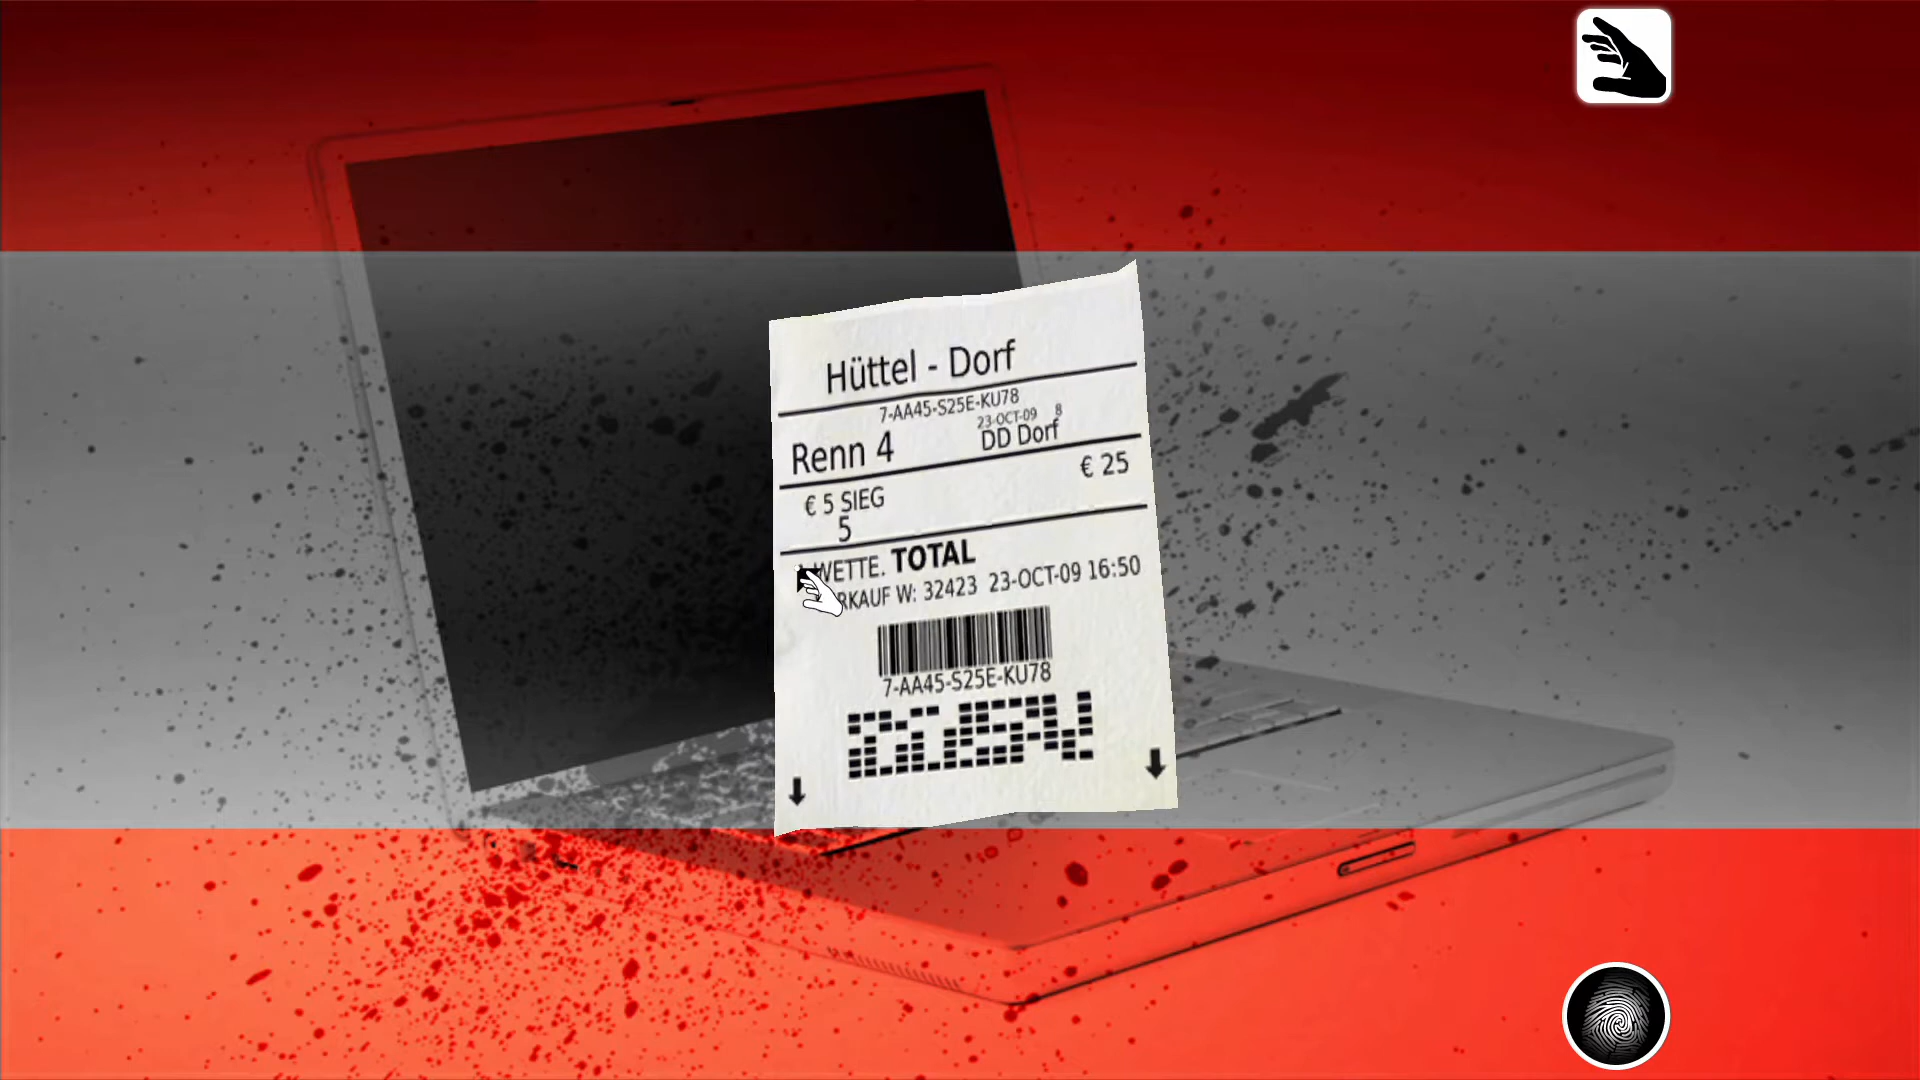 Hüttel - Dorf
7-AA45-S25E-KU78
23-OCT-09 8
Renn 4 DD Dorf
€ 25
€ 5 SIEG
5
WETTE. TOTAL
RKAUF W: 32423 23-OCT-09 16:50
7-AA45-S25E-KU78